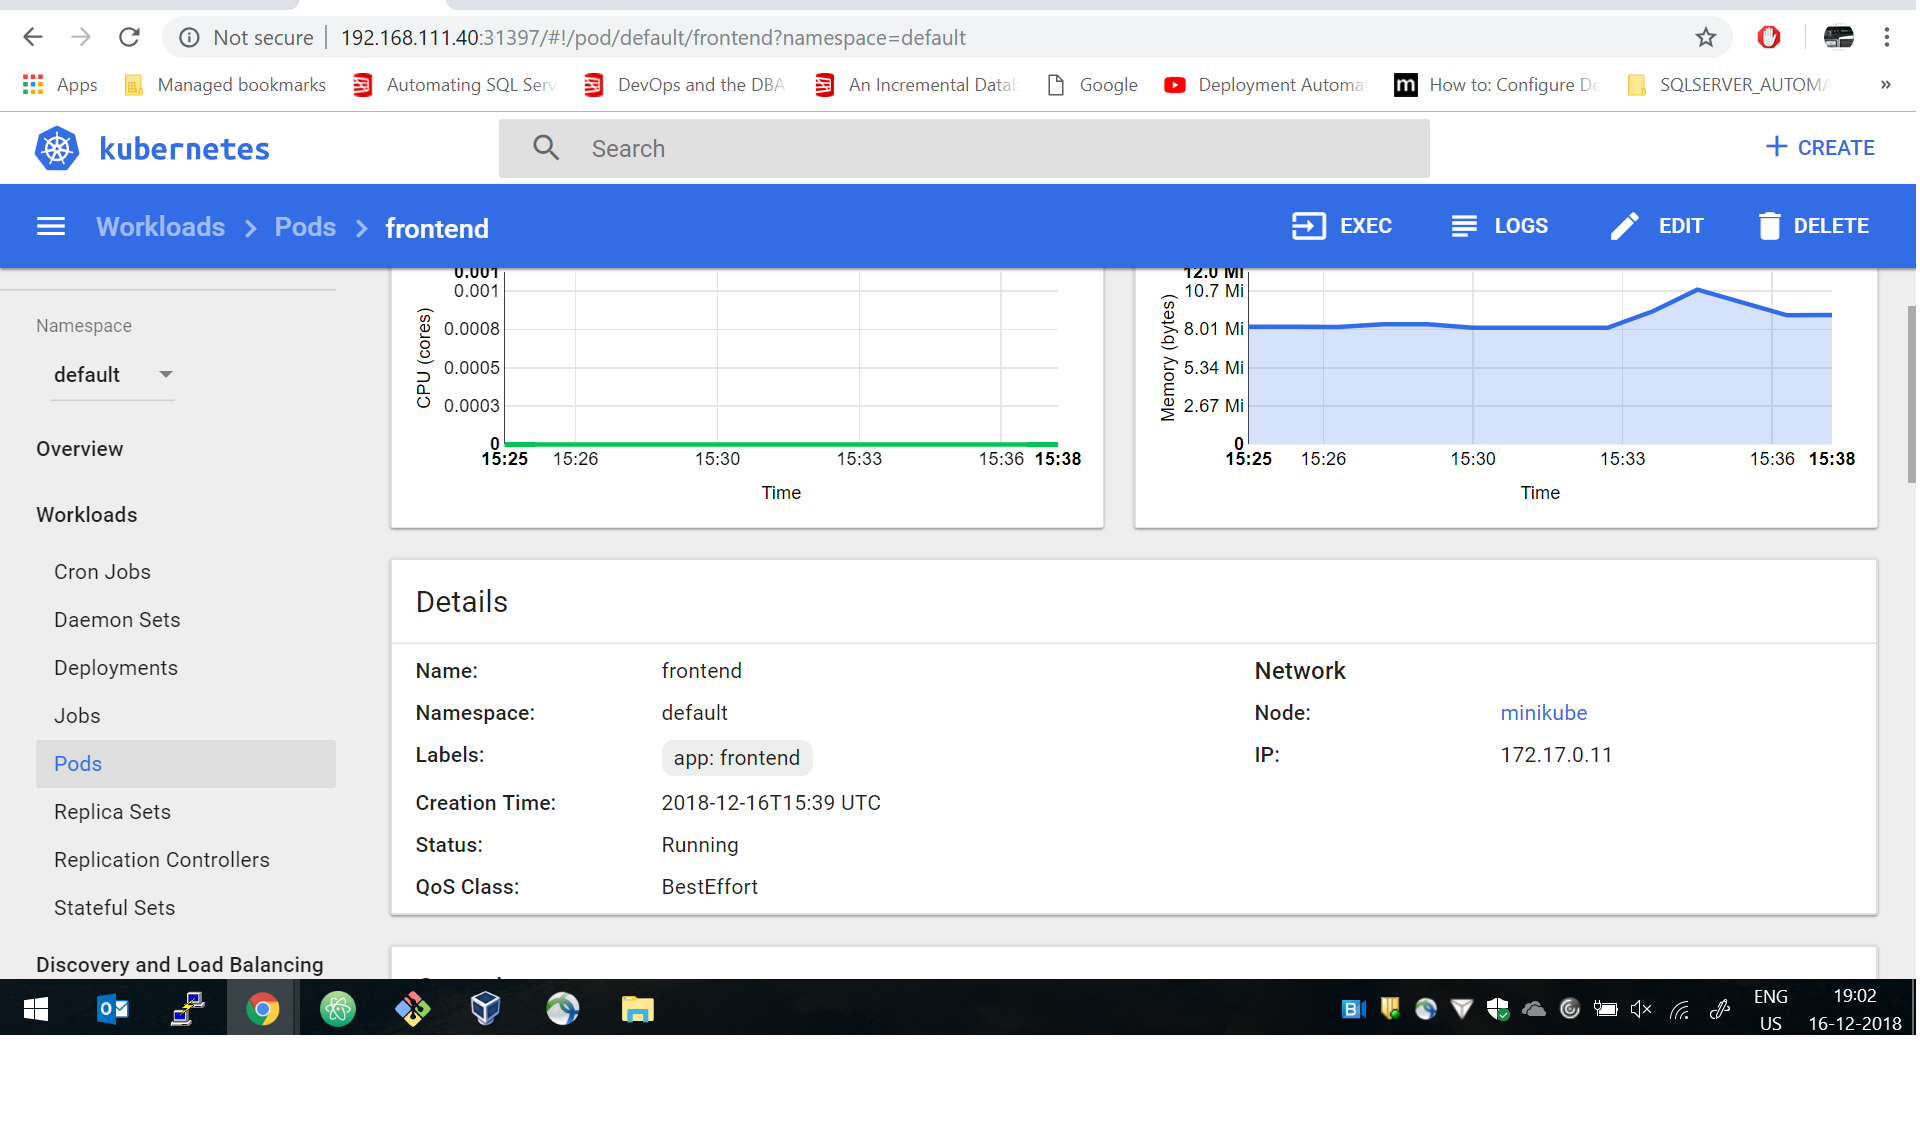 Not secure | 192.168.111.40:31397/#!/pod/default/frontend?namespace=default
Apps Managed bookmarks Automating SQL Serv DevOps and the DBA An Incremental Datab Google Deployment Automat How to: Configure De SQLSERVER_AUTOMA »
kubernetes Search + CREATE
Workloads > Pods > frontend EXEC LOGS EDIT DELETE
Namespace
default
Overview
Workloads
Cron Jobs
Daemon Sets
Deployments
Jobs
Pods
Replica Sets
Replication Controllers
Stateful Sets
Discovery and Load Balancing
CPU (cores)
0.001
0.001
0.0008
0.0005
0.0003
0
15:25 15:26 15:30 15:33 15:36 15:38
Time
Memory (bytes)
12.0 Mi
10.7 Mi
8.01 Mi
5.34 Mi
2.67 Mi
0
15:25 15:26 15:30 15:33 15:36 15:38
Time
Details
Name: frontend
Namespace: default
Labels: app: frontend
Creation Time: 2018-12-16T15:39 UTC
Status: Running
QoS Class: BestEffort
Network
Node: minikube
IP: 172.17.0.11
ENG
US
19:02
16-12-2018